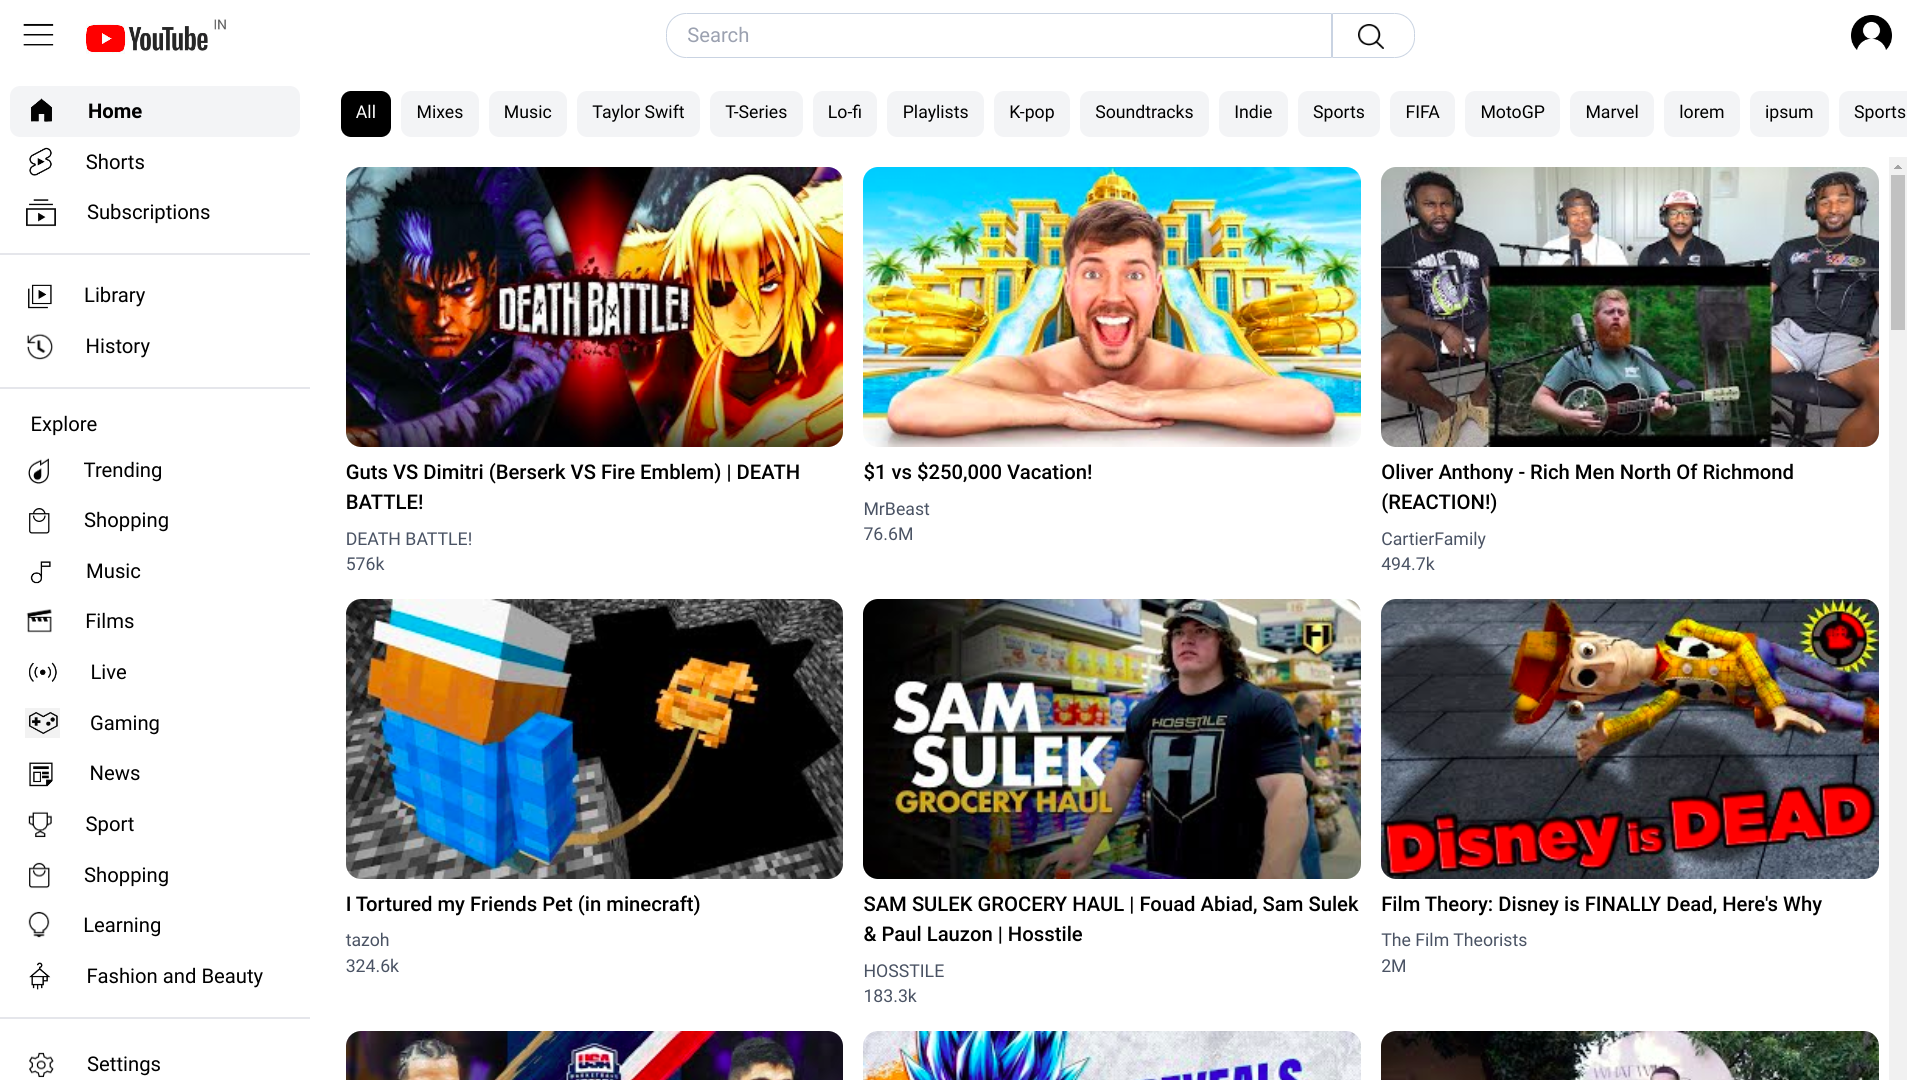 YouTube IN
Search
Home
Shorts
Subscriptions
Library
History
Explore
Trending
Shopping
Music
Films
Live
Gaming
News
Sport
Shopping
Learning
Fashion and Beauty
Settings
All Mixes Music Taylor Swift T-Series Lo-fi Playlists K-pop Soundtracks Indie Sports FIFA MotoGP Marvel lorem ipsum Sports
DEATH BATTLE!
Guts VS Dimitri (Berserk VS Fire Emblem) | DEATH
BATTLE!
DEATH BATTLE!
576k
$1 vs $250,000 Vacation!
MrBeast
76.6M
Oliver Anthony - Rich Men North Of Richmond
(REACTION!)
CartierFamily
494.7k
I Tortured my Friends Pet (in minecraft)
tazoh
324.6k
SAM
SULEK
GROCERY HAUL
HOSSTILE
H
SAM SULEK GROCERY HAUL | Fouad Abiad, Sam Sulek
& Paul Lauzon | Hosstile
HOSSTILE
183.3k
Disney is DEAD
Film Theory: Disney is FINALLY Dead, Here's Why
The Film Theorists
2M
USA